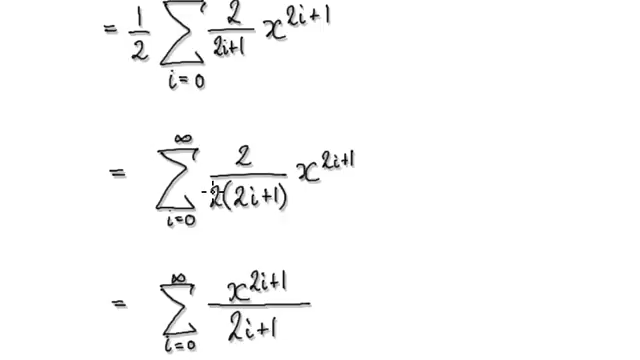 = 1/2 ∑_{i=0} 2/(2i+1) x^{2i+1}
= ∑_{i=0}^{∞} 2/(2(2i+1)) x^{2i+1}
= ∑_{i=0}^{∞} x^{2i+1}/(2i+1)